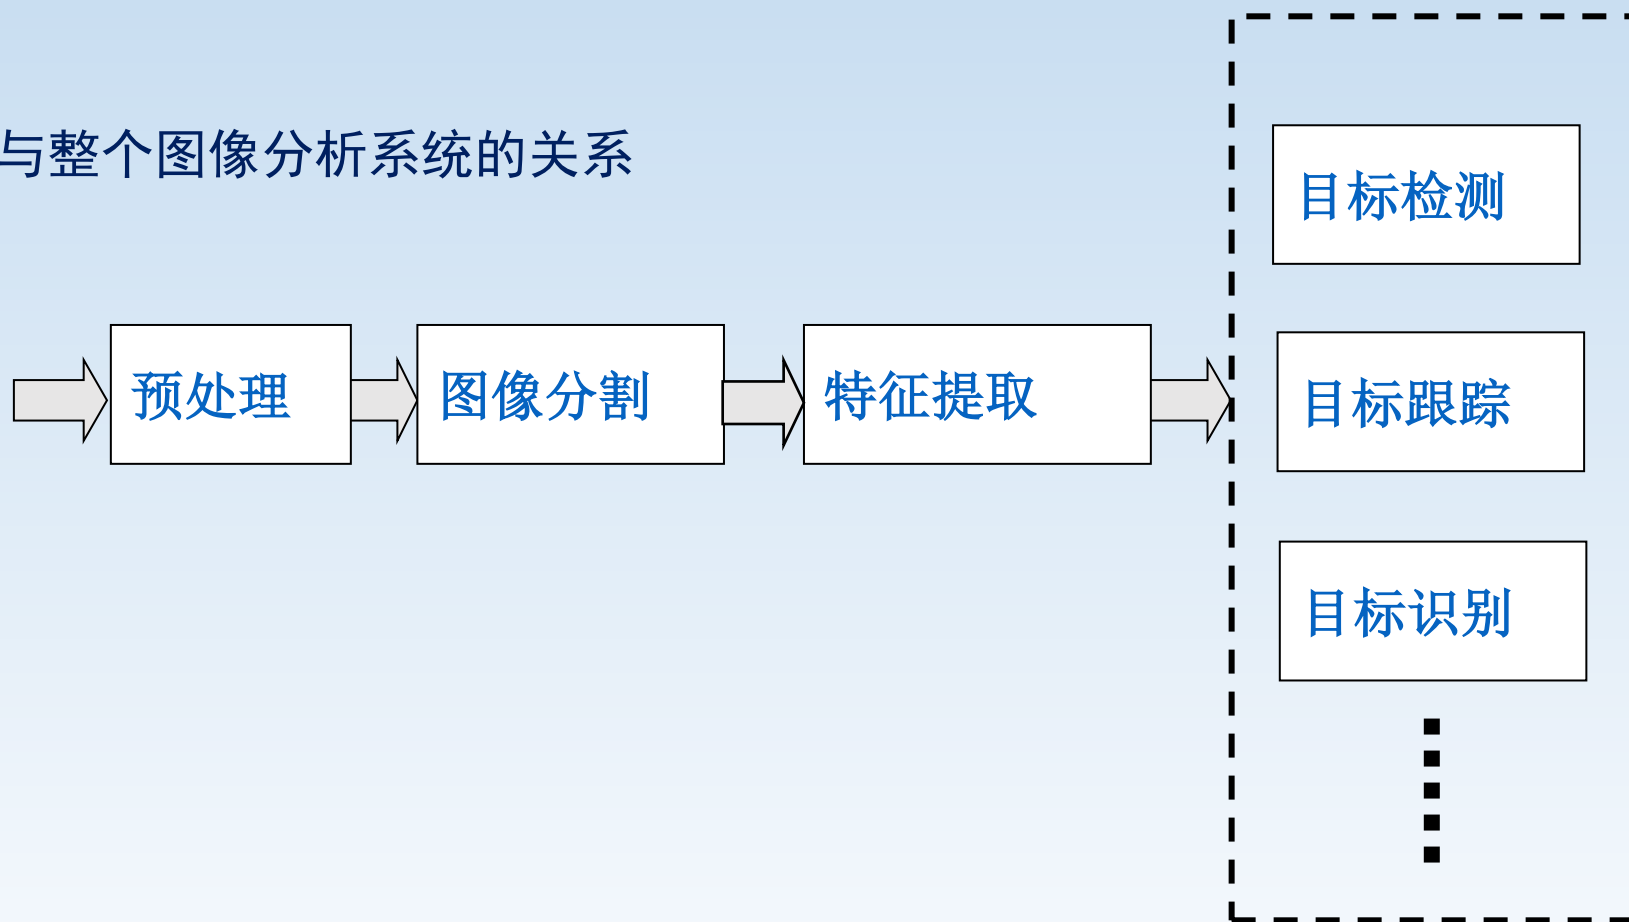 与整个图像分析系统的关系
预处理
图像分割
特征提取
目标检测
目标跟踪
目标识别